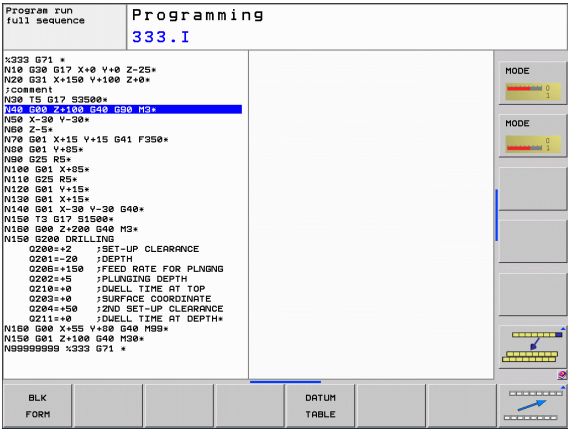 Program run
full sequence
Programming
333.I
%333 G71 *
N10 G30 G17 X+0 Y+0 Z-25*
N20 G31 X+150 Y+100 Z+0*
;comment
N30 T5 G17 S3500*
N40 G00 Z+100 G40 G90 M3*
N50 X-30 Y-30*
N60 Z-5*
N70 G01 X+15 Y+15 G41 F350*
N80 G01 Y+85*
N90 G25 R5*
N100 G01 X+85*
N110 G25 R5*
N120 G01 Y+15*
N130 G01 X+15*
N140 G01 X-30 Y-30 G40*
N150 T3 G17 S1500*
N160 G00 Z+200 G40 M3*
N150 G200 DRILLING
Q200=+2 ;SET-UP CLEARANCE
Q201=-20 ;DEPTH
Q206=+150 ;FEED RATE FOR PLNGNG
Q202=+5 ;PLUNGING DEPTH
Q210=+0 ;DWELL TIME AT TOP
Q203=+0 ;SURFACE COORDINATE
Q204=+50 ;2ND SET-UP CLEARANCE
Q211=+0 ;DWELL TIME AT DEPTH*
N160 G00 X+55 Y+80 G40 M99*
N150 G01 Z+100 G40 M30*
N99999999 %333 G71 *
MODE
0
1
MODE
0
1
BLK
FORM
DATUM
TABLE